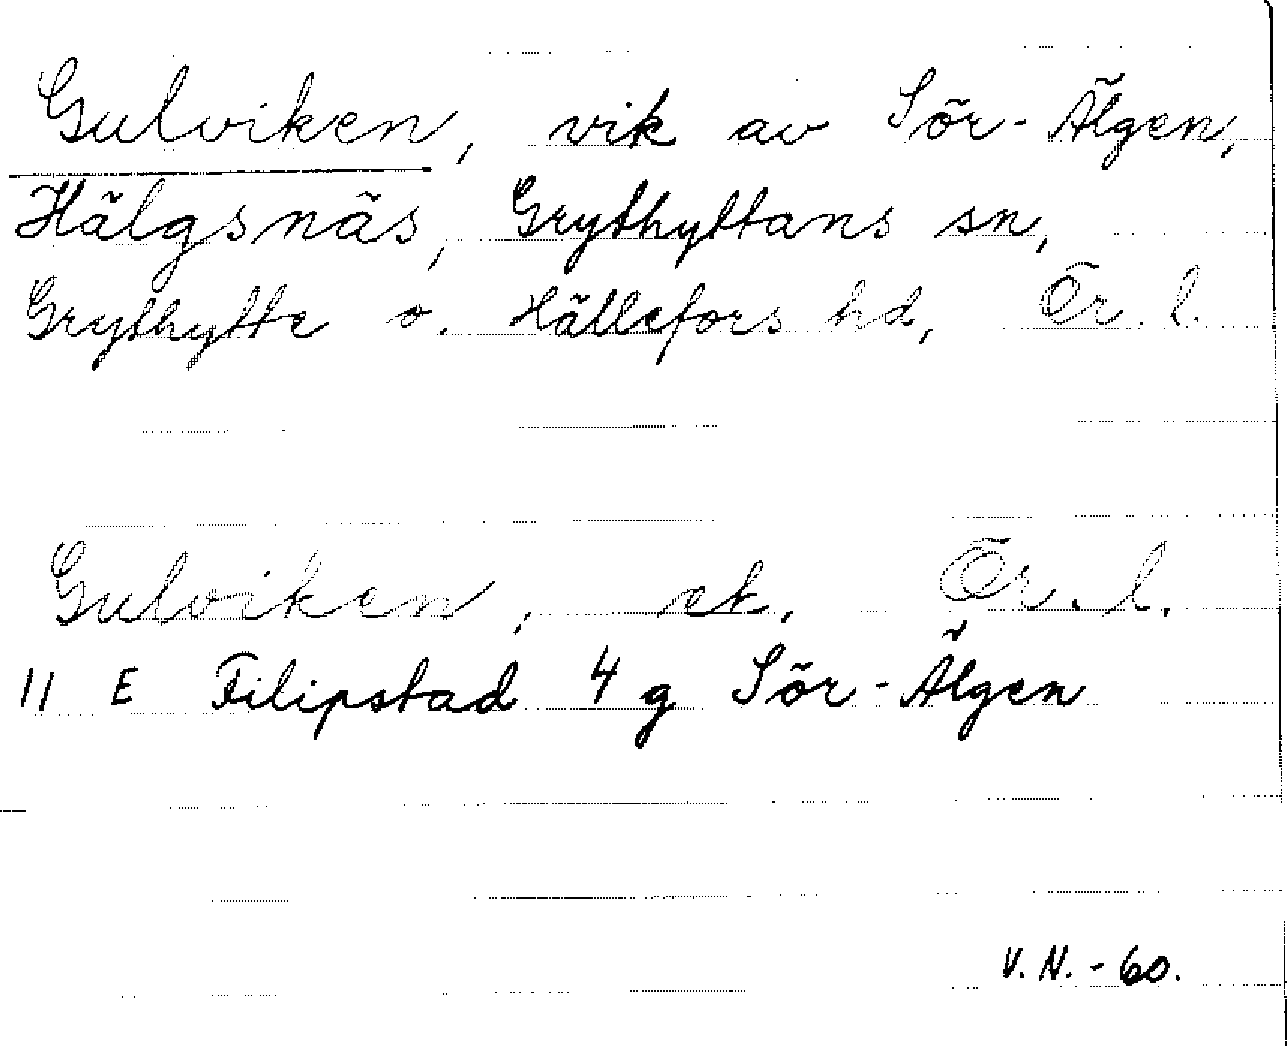 Gulviken, vik av Sör-Älgen,
Hälgsnäs, Grythyttans sn,
Grythytte o. Hällefors hd, Ör. l.
Gulviken, ek, Ör. l.
11 E Filipstad 4 g Sör-Älgen
V. N. - 60.